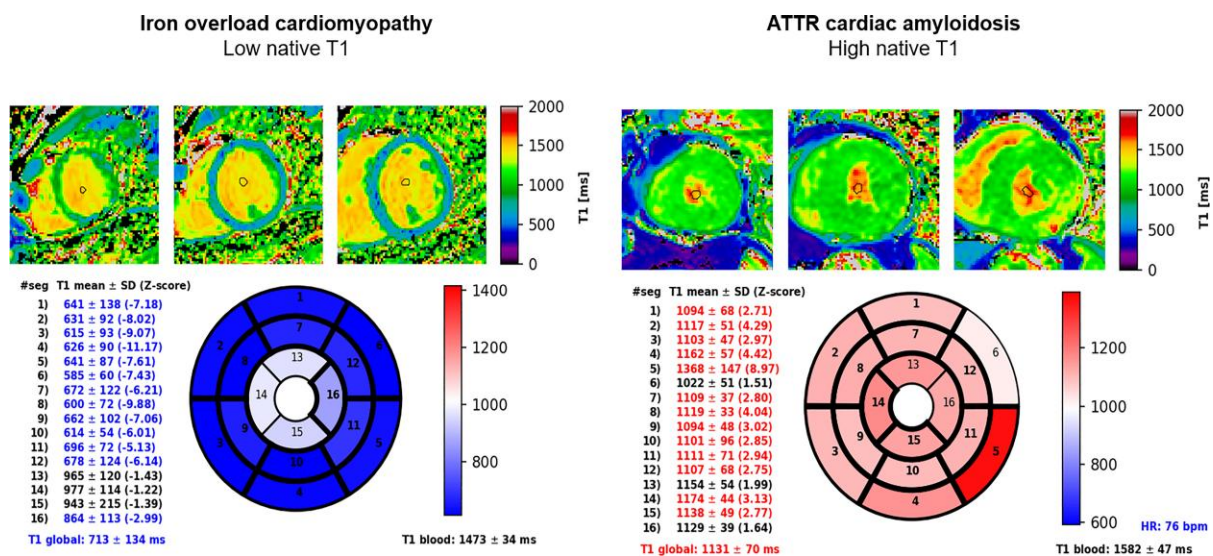 Iron overload cardiomyopathy
Low native T1
2000
1500
1000
500
0
T1 [ms]
#seg T1 mean ± SD (Z-score)
1) 641 ± 138 (-7.18)
2) 631 ± 92 (-8.02)
3) 615 ± 93 (-9.07)
4) 626 ± 90 (-11.17)
5) 641 ± 87 (-7.61)
6) 585 ± 60 (-7.43)
7) 672 ± 122 (-6.21)
8) 600 ± 72 (-9.88)
9) 662 ± 102 (-7.06)
10) 614 ± 54 (-6.01)
11) 696 ± 72 (-5.13)
12) 678 ± 124 (-6.14)
13) 965 ± 120 (-1.43)
14) 977 ± 114 (-1.22)
15) 943 ± 215 (-1.39)
16) 864 ± 113 (-2.99)
T1 global: 713 ± 134 ms
1
7
2
8
13
12
6
14
16
3
9
15
11
5
10
4
1400
1200
1000
800
T1 blood: 1473 ± 34 ms
ATTR cardiac amyloidosis
High native T1
2000
1500
1000
500
0
T1 [ms]
#seg T1 mean ± SD (Z-score)
1) 1094 ± 68 (2.71)
2) 1117 ± 51 (4.29)
3) 1103 ± 47 (2.97)
4) 1162 ± 57 (4.42)
5) 1368 ± 147 (8.97)
6) 1022 ± 51 (1.51)
7) 1109 ± 37 (2.80)
8) 1119 ± 33 (4.04)
9) 1094 ± 48 (3.02)
10) 1101 ± 96 (2.85)
11) 1111 ± 71 (2.94)
12) 1107 ± 68 (2.75)
13) 1154 ± 54 (1.99)
14) 1174 ± 44 (3.13)
15) 1138 ± 49 (2.77)
16) 1129 ± 39 (1.64)
T1 global: 1131 ± 70 ms
1
7
2
8
13
12
6
14
16
3
9
15
11
5
10
4
1200
1000
800
600
HR: 76 bpm
T1 blood: 1582 ± 47 ms